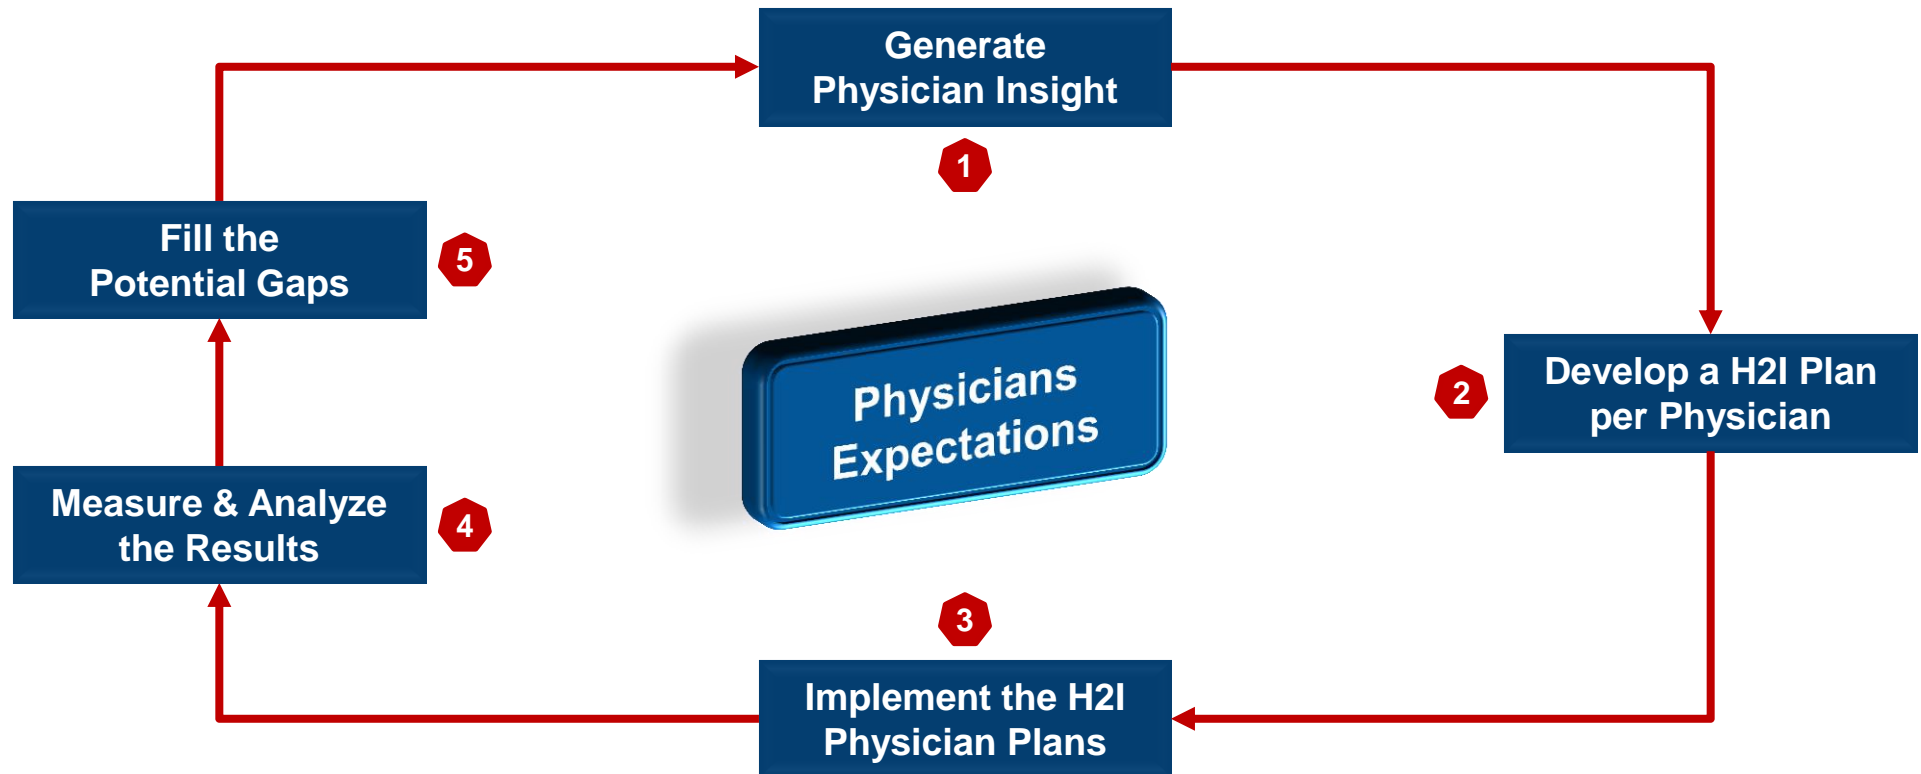 Generate
Physician Insight
1
Develop a H2I Plan
per Physician
2
3
Implement the H2I
Physician Plans
Measure & Analyze
the Results
4
Fill the
Potential Gaps
5
Physicians
Expectations